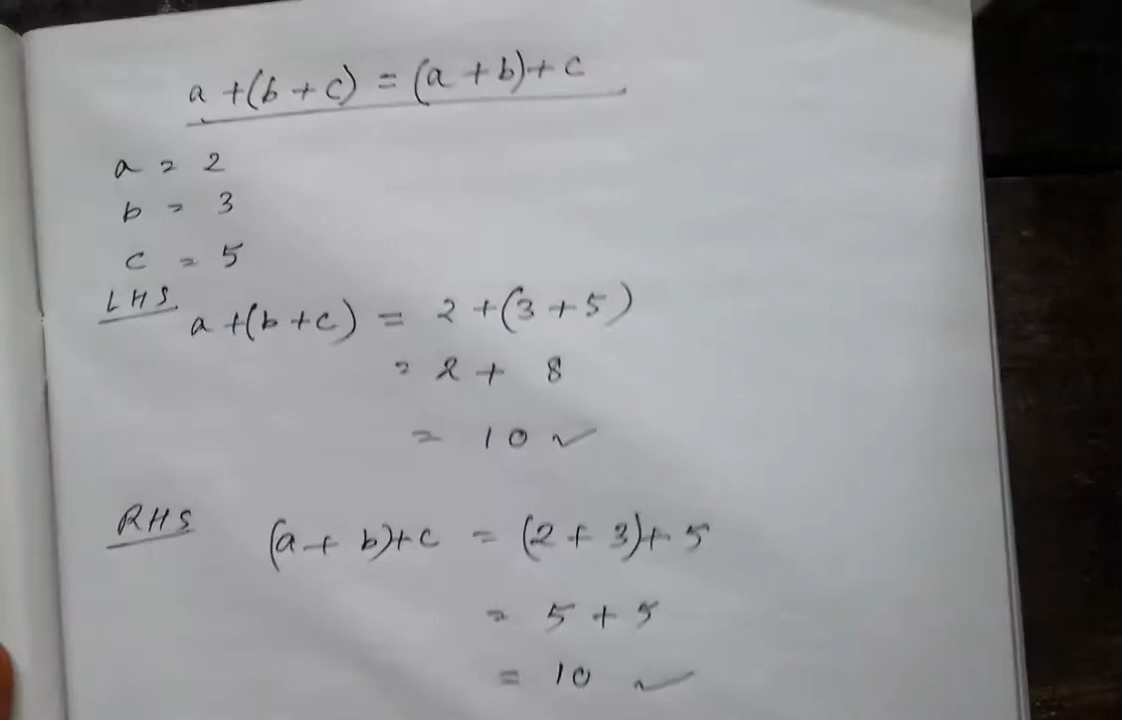 a + (b + c) = (a + b) + c
a = 2
b = 3
c = 5
LHS
a + (b + c) = 2 + (3 + 5)
= 2 + 8
= 10 ✓
RHS (a + b) + c = (2 + 3) + 5
= 5 + 5
= 10 ✓